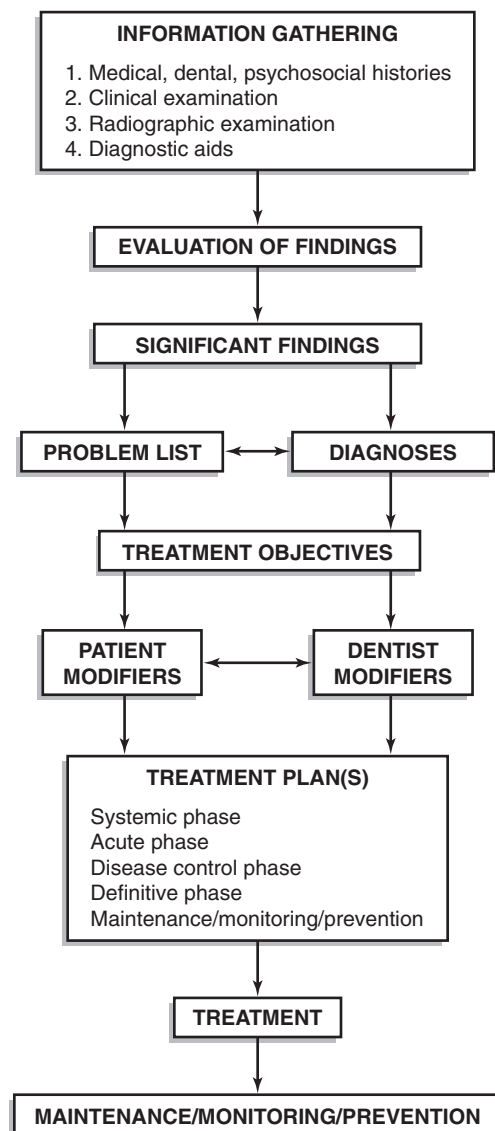 INFORMATION GATHERING
1. Medical, dental, psychosocial histories
2. Clinical examination
3. Radiographic examination
4. Diagnostic aids
EVALUATION OF FINDINGS
SIGNIFICANT FINDINGS
PROBLEM LIST
DIAGNOSES
TREATMENT OBJECTIVES
PATIENT
MODIFIERS
DENTIST
MODIFIERS
TREATMENT PLAN(S)
Systemic phase
Acute phase
Disease control phase
Definitive phase
Maintenance/monitoring/prevention
TREATMENT
MAINTENANCE/MONITORING/PREVENTION